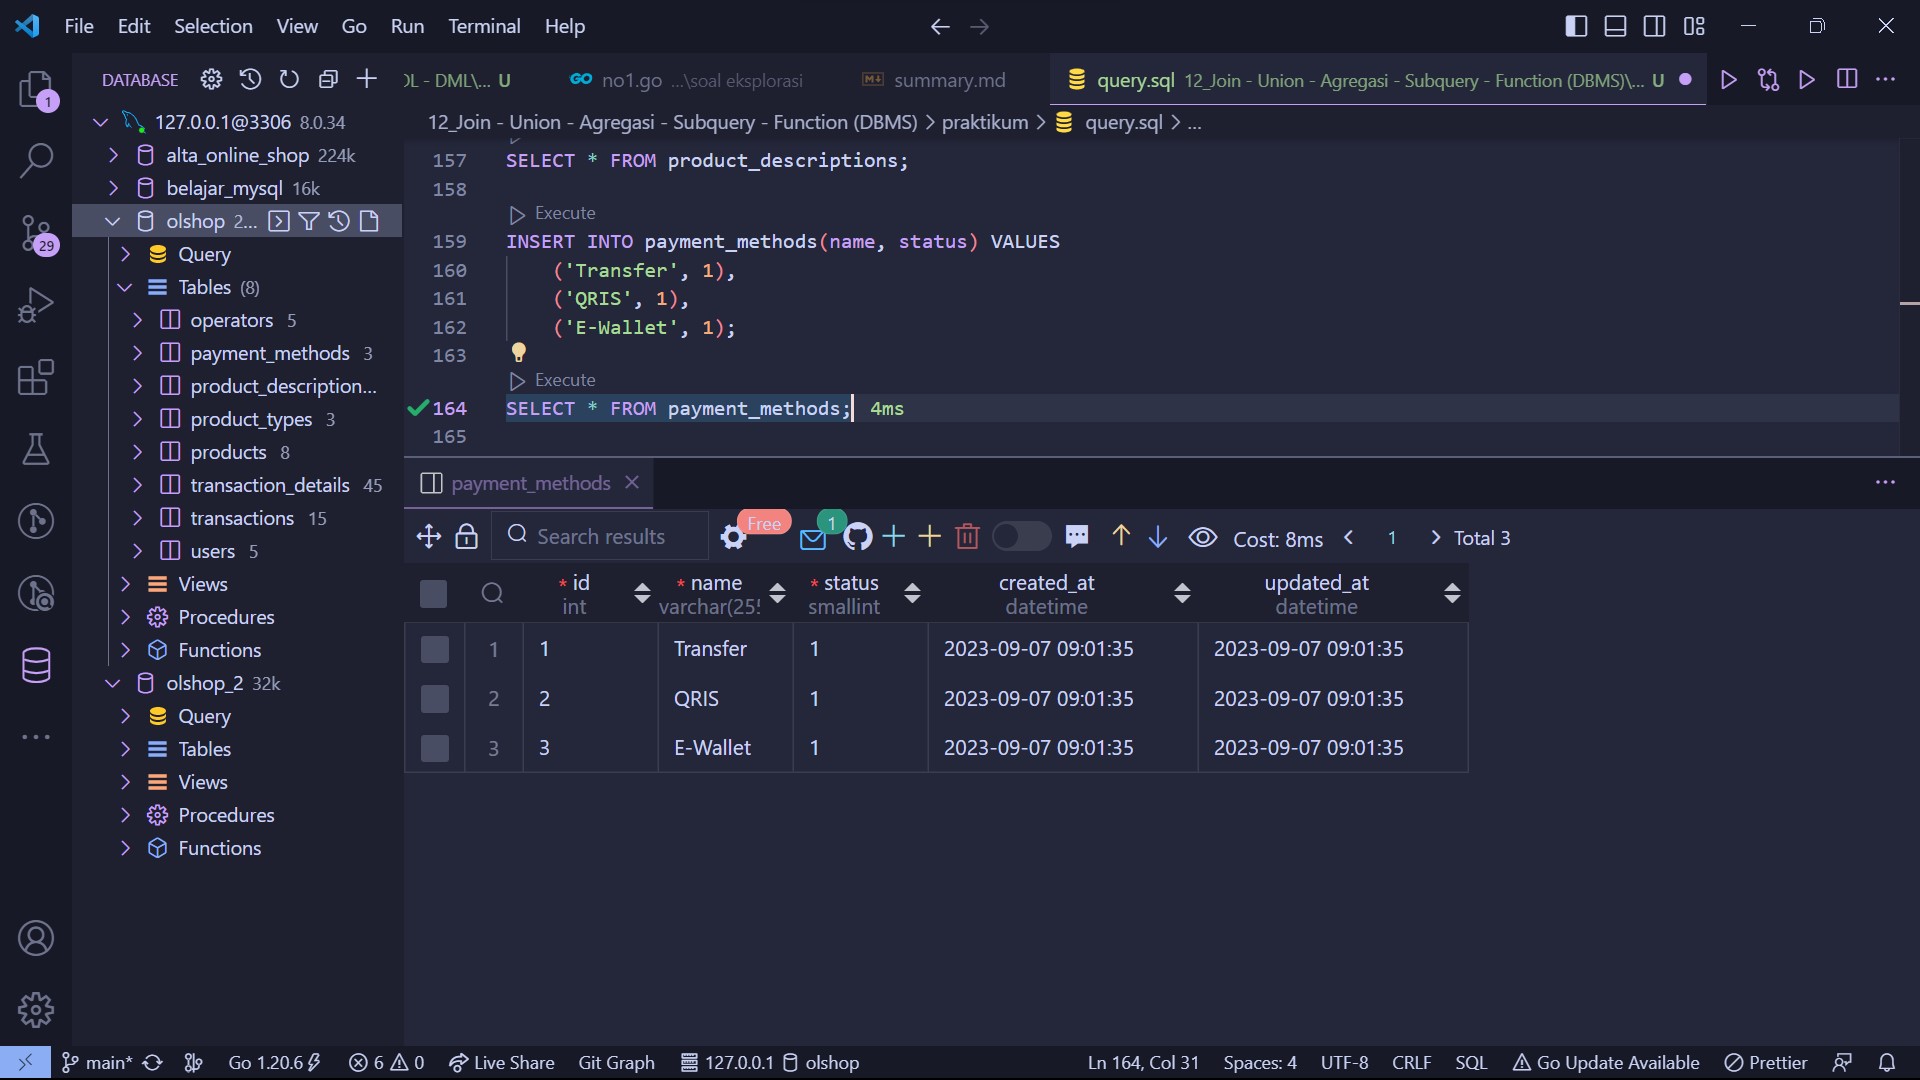 File Edit Selection View Go Run Terminal Help
DATABASE
DL - DML\... U
no1.go ...\soal eksplorasi
summary.md
query.sql 12_Join - Union - Agregasi - Subquery - Function (DBMS)\... U
12_Join - Union - Agregasi - Subquery - Function (DBMS) > praktikum > query.sql > ...
1
29
127.0.0.1@3306 8.0.34
alta_online_shop 224k
belajar_mysql 16k
olshop 2...
Query
Tables (8)
operators 5
payment_methods 3
product_description...
product_types 3
products 8
transaction_details 45
transactions 15
users 5
Views
Procedures
Functions
olshop_2 32k
Query
Tables
Views
Procedures
Functions
157 SELECT * FROM product_descriptions;
158
Execute
159 INSERT INTO payment_methods(name, status) VALUES
160 ('Transfer', 1),
161 ('QRIS', 1),
162 ('E-Wallet', 1);
163
Execute
164 SELECT * FROM payment_methods; 4ms
165
payment_methods
Search results Free 1 Cost: 8ms < 1 > Total 3
* id * name * status created_at updated_at
int varchar(255 smallint datetime datetime
1 1 Transfer 1 2023-09-07 09:01:35 2023-09-07 09:01:35
2 2 QRIS 1 2023-09-07 09:01:35 2023-09-07 09:01:35
3 3 E-Wallet 1 2023-09-07 09:01:35 2023-09-07 09:01:35
main* Go 1.20.6 6 0 Live Share Git Graph 127.0.0.1 olshop Ln 164, Col 31 Spaces: 4 UTF-8 CRLF SQL Go Update Available Prettier